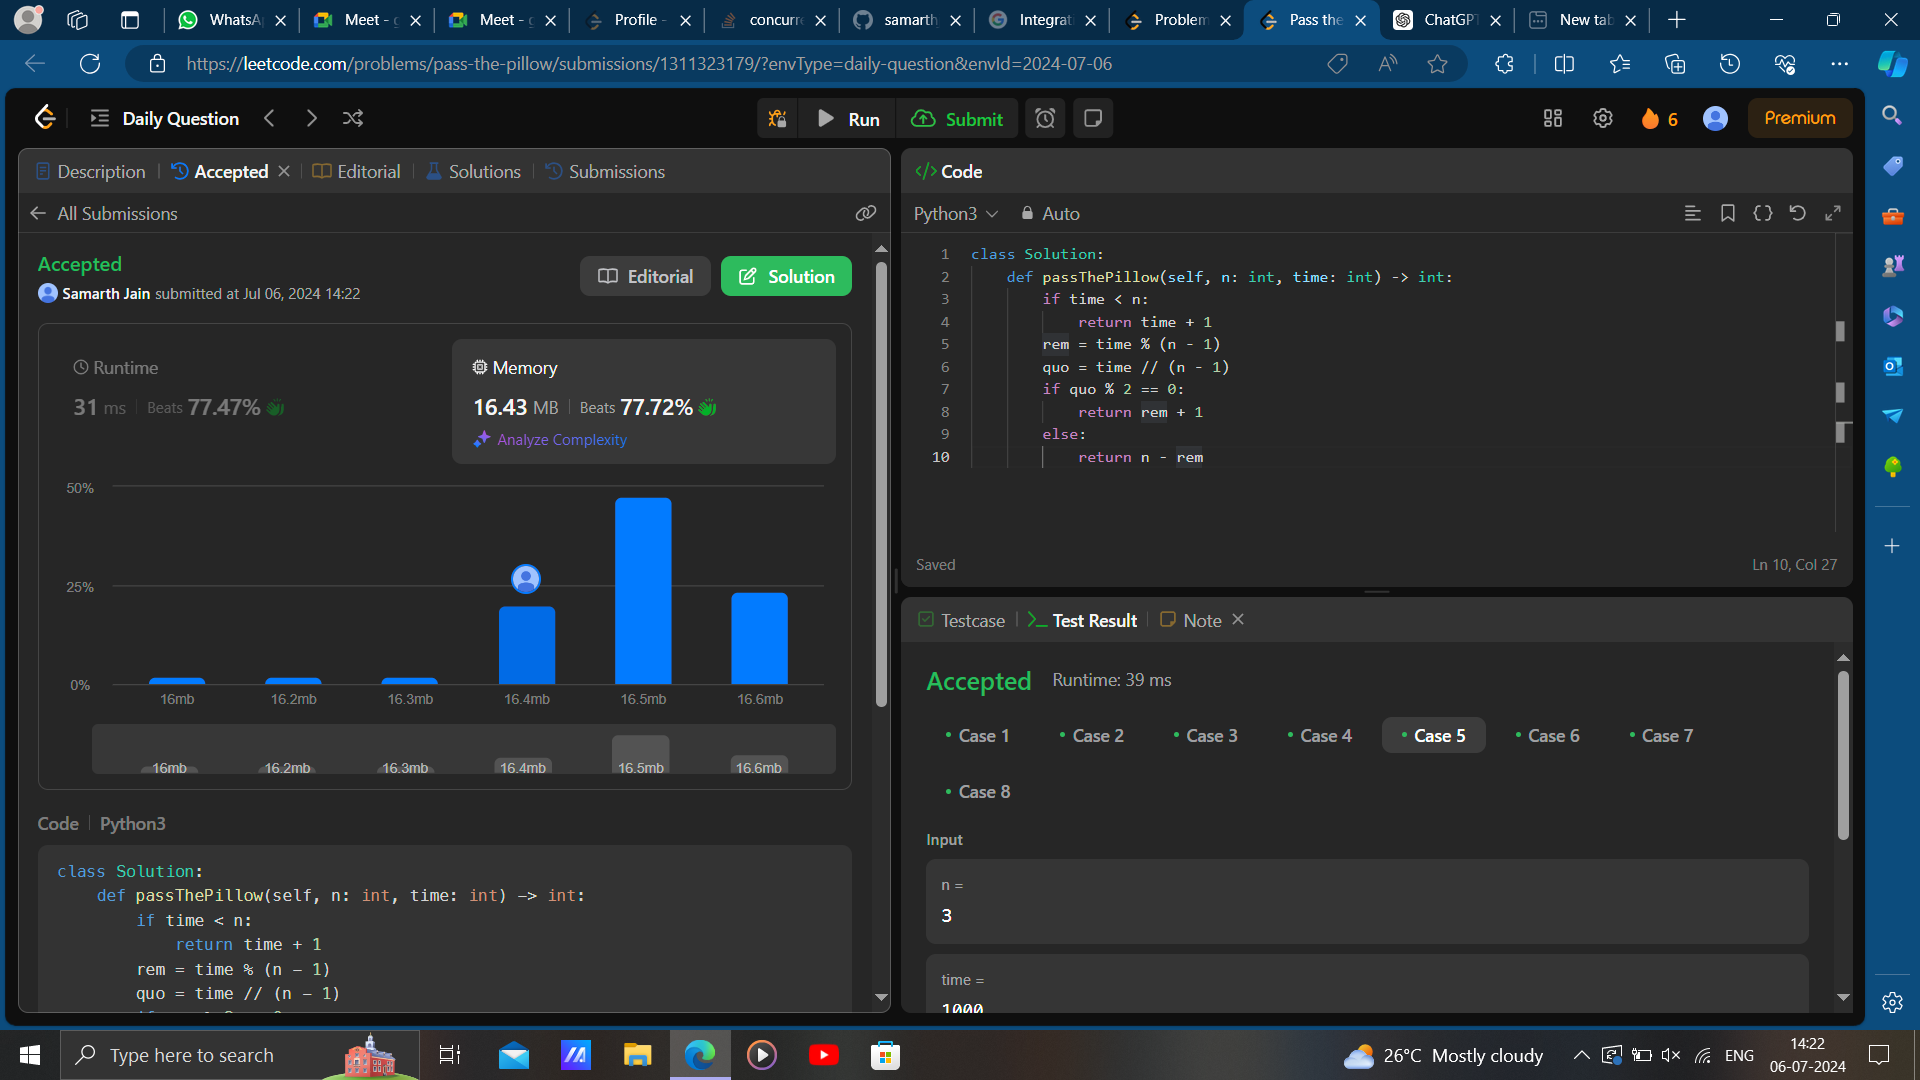 WhatsA
Meet - g
Meet - g
Profile -
concurre
samarth
Integrat
Problem
Pass the
ChatGPT
New tab
https://leetcode.com/problems/pass-the-pillow/submissions/1311323179/?envType=daily-question&envId=2024-07-06
Daily Question
Run
Submit
6
Premium
Description
Accepted
Editorial
Solutions
Submissions
All Submissions
Accepted
Samarth Jain submitted at Jul 06, 2024 14:22
Editorial
Solution
Runtime
31 ms
Beats 77.47%
Memory
16.43 MB
Beats 77.72%
Analyze Complexity
50%
25%
0%
16mb
16.2mb
16.3mb
16.4mb
16.5mb
16.6mb
16mb
16.2mb
16.3mb
16.4mb
16.5mb
16.6mb
Code
Python3
class Solution:
def passThePillow(self, n: int, time: int) -> int:
if time < n:
return time + 1
rem = time % (n - 1)
quo = time // (n - 1)
Code
Python3
Auto
1 class Solution:
2 def passThePillow(self, n: int, time: int) -> int:
3 if time < n:
4 return time + 1
5 rem = time % (n - 1)
6 quo = time // (n - 1)
7 if quo % 2 == 0:
8 return rem + 1
9 else:
10 return n - rem
Saved
Ln 10, Col 27
Testcase
Test Result
Note
Accepted
Runtime: 39 ms
Case 1
Case 2
Case 3
Case 4
Case 5
Case 6
Case 7
Case 8
Input
n =
3
time =
1000
Type here to search
26°C Mostly cloudy
ENG
14:22
06-07-2024